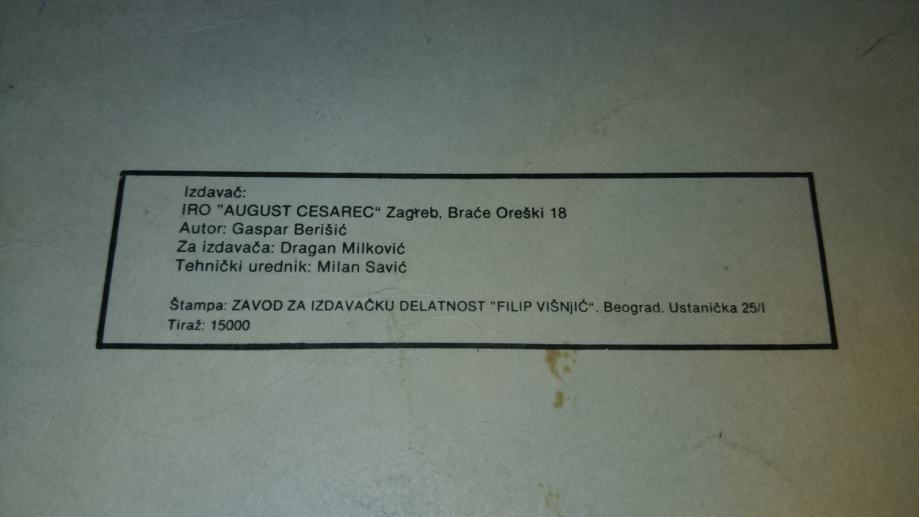 Izdavač:
IRO "AUGUST CESAREC" Zagreb, Braće Oreški 18
Autor: Gaspar Berišić
Za izdavača: Dragan Milković
Tehnički urednik: Milan Savić
Štampa: ZAVOD ZA IZDAVAČKU DELATNOST "FILIP VIŠNjIĆ". Beograd. Ustanička 25/I
Tiraž: 15000